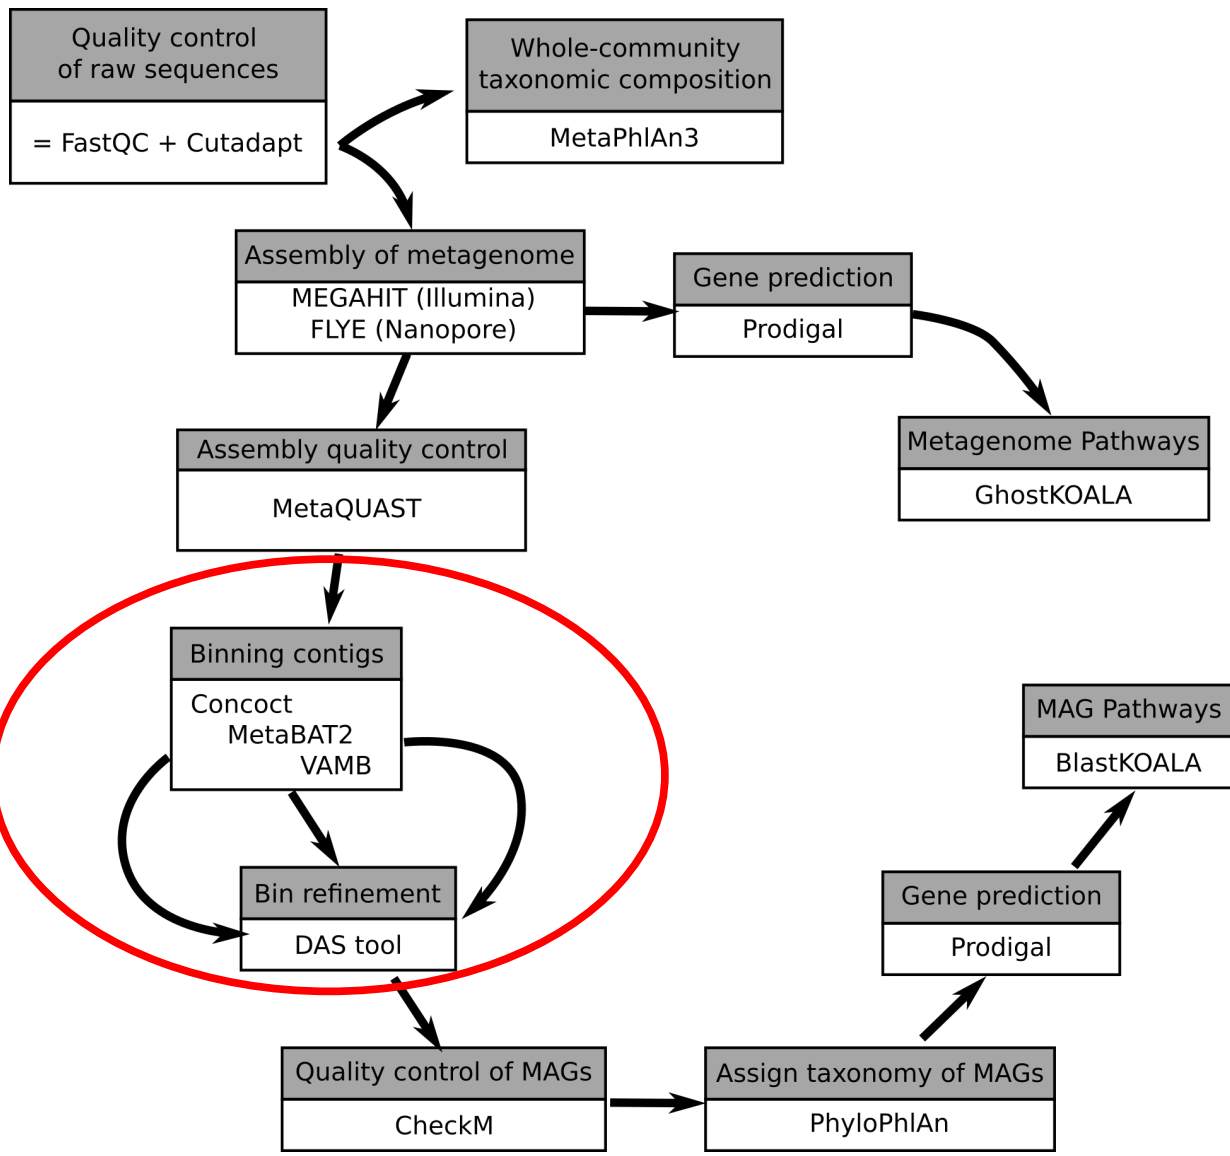 Quality control
of raw sequences
= FastQC + Cutadapt
Whole-community
taxonomic composition
MetaPhlAn3
Assembly of metagenome
MEGAHIT (Illumina)
FLYE (Nanopore)
Gene prediction
Prodigal
Metagenome Pathways
GhostKOALA
Assembly quality control
MetaQUAST
Binning contigs
Concoct
MetaBAT2
VAMB
Bin refinement
DAS tool
Quality control of MAGs
CheckM
Assign taxonomy of MAGs
PhyloPhlAn
Gene prediction
Prodigal
MAG Pathways
BlastKOALA